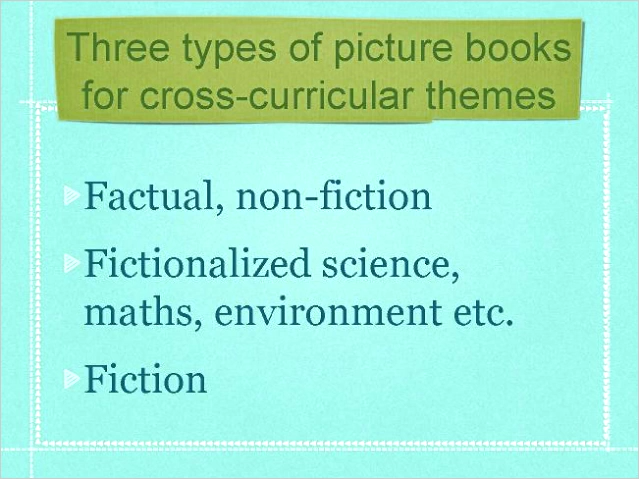 Three types of picture books
for cross-curricular themes
Factual, non-fiction
Fictionalized science,
maths, environment etc.
Fiction